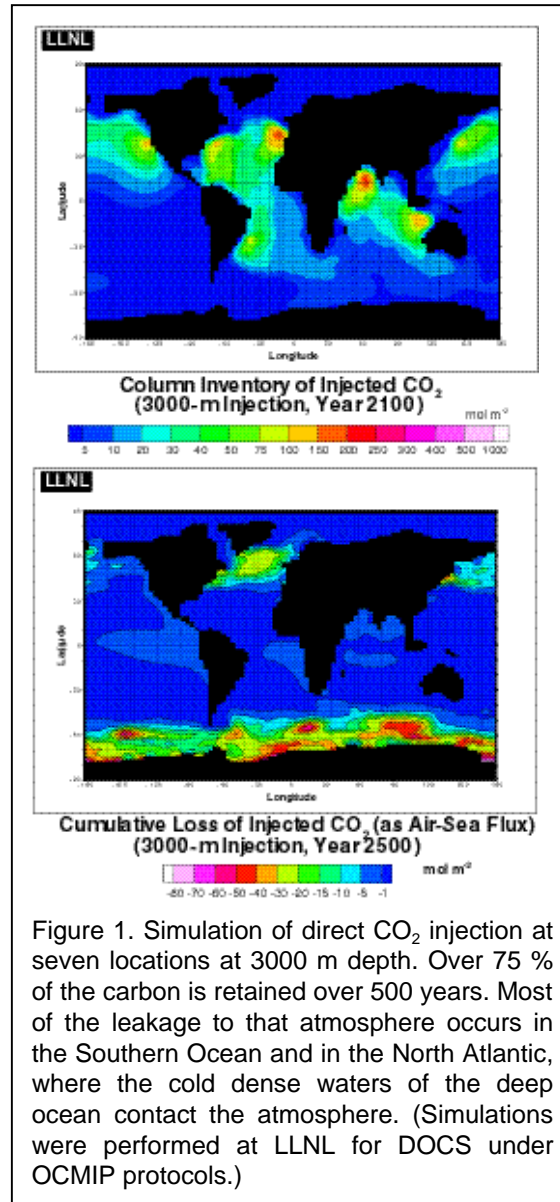 LLNL
Latitude
Longitude
Column Inventory of Injected CO₂
(3000-m Injection, Year 2100)
mol m⁻²
5 10 20 30 40 50 75 100 150 200 250 300 400 500 1000
LLNL
Latitude
Longitude
Cumulative Loss of Injected CO₂ (as Air-Sea Flux)
(3000-m Injection, Year 2500)
mol m⁻²
-80 -70 -60 -50 -40 -30 -20 -15 -10 -5 -1
Figure 1. Simulation of direct CO₂ injection at
seven locations at 3000 m depth. Over 75 %
of the carbon is retained over 500 years. Most
of the leakage to that atmosphere occurs in
the Southern Ocean and in the North Atlantic,
where the cold dense waters of the deep
ocean contact the atmosphere. (Simulations
were performed at LLNL for DOCS under
OCMIP protocols.)